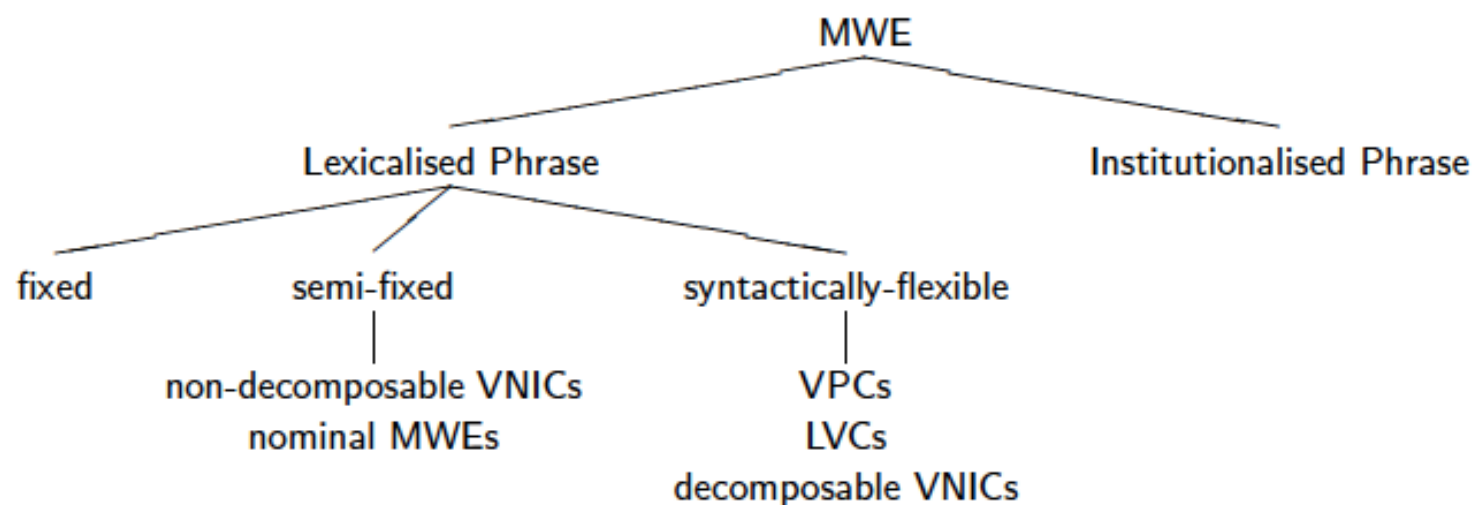 MWE
Lexicalised Phrase Institutionalised Phrase
fixed semi-fixed syntactically-flexible
non-decomposable VNICs VPCs
nominal MWEs LVCs
decomposable VNICs